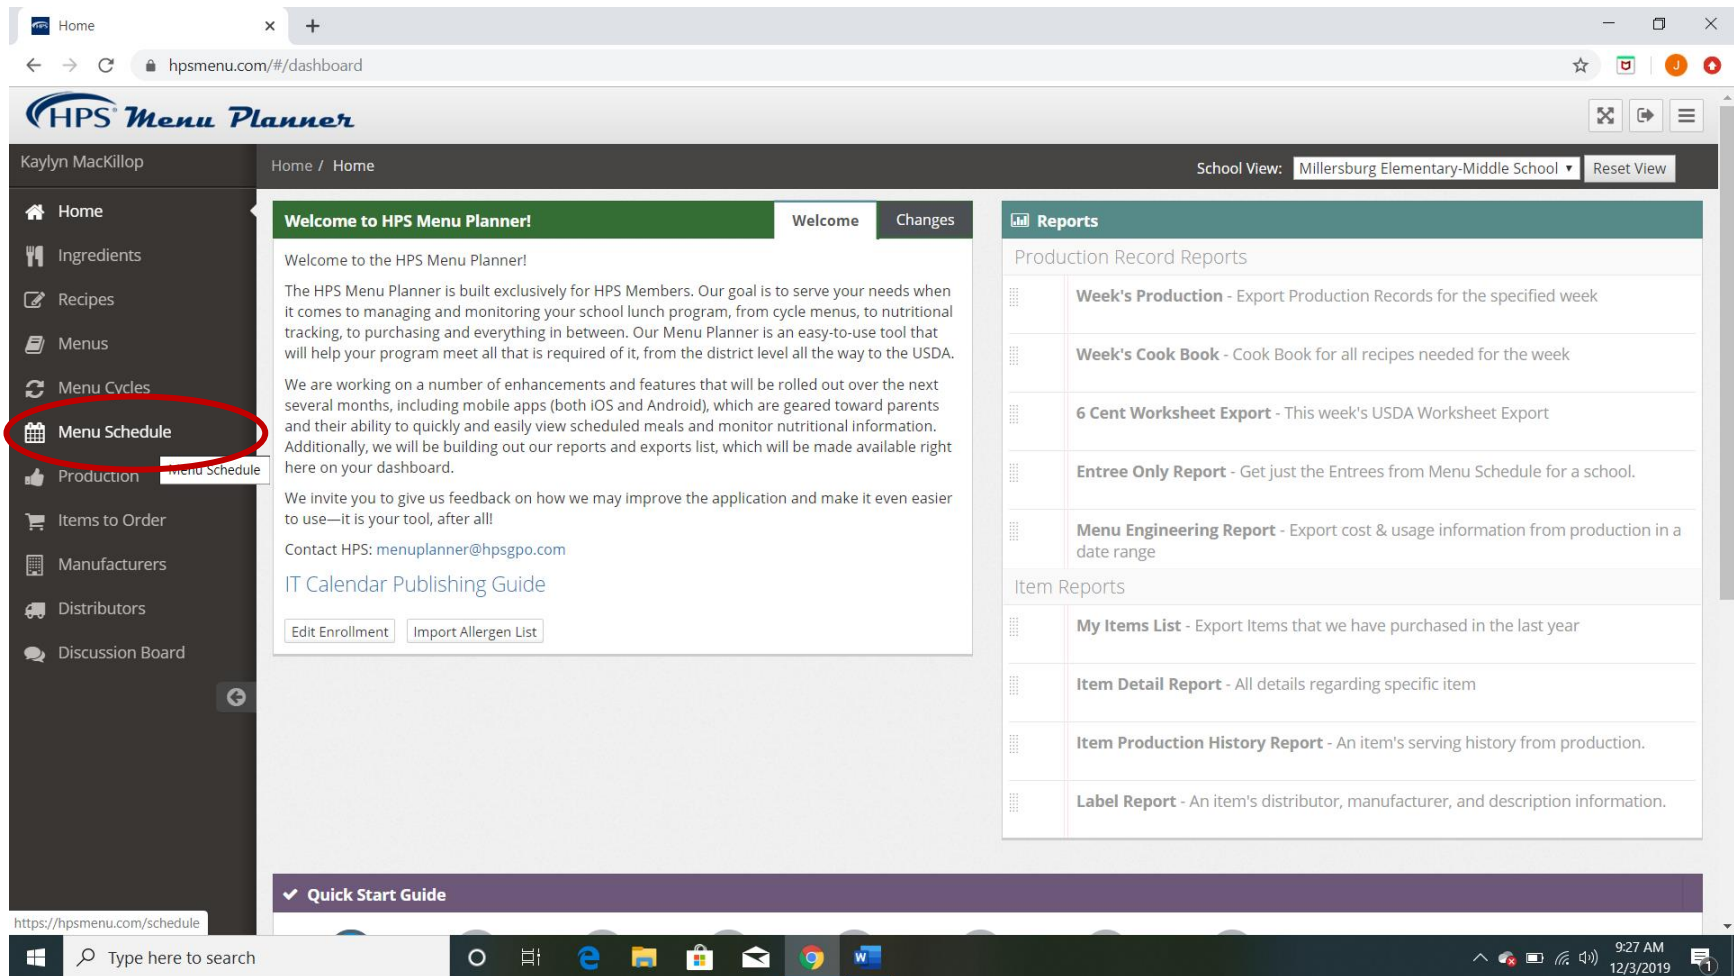 Home
hpsmenu.com/#/dashboard
J
HPS Menu Planner
Kaylyn MacKillop
Home / Home
School View: Millersburg Elementary-Middle School Reset View
Home
Ingredients
Recipes
Menus
Menu Cycles
Menu Schedule
Production
Menu Schedule
Items to Order
Manufacturers
Distributors
Discussion Board
Welcome to HPS Menu Planner! Welcome Changes
Welcome to the HPS Menu Planner!
The HPS Menu Planner is built exclusively for HPS Members. Our goal is to serve your needs when
it comes to managing and monitoring your school lunch program, from cycle menus, to nutritional
tracking, to purchasing and everything in between. Our Menu Planner is an easy-to-use tool that
will help your program meet all that is required of it, from the district level all the way to the USDA.
We are working on a number of enhancements and features that will be rolled out over the next
several months, including mobile apps (both iOS and Android), which are geared toward parents
and their ability to quickly and easily view scheduled meals and monitor nutritional information.
Additionally, we will be building out our reports and exports list, which will be made available right
here on your dashboard.
We invite you to give us feedback on how we may improve the application and make it even easier
to use—it is your tool, after all!
Contact HPS: menuplanner@hpsgpo.com
IT Calendar Publishing Guide
Edit Enrollment Import Allergen List
Reports
Production Record Reports
Week's Production - Export Production Records for the specified week
Week's Cook Book - Cook Book for all recipes needed for the week
6 Cent Worksheet Export - This week's USDA Worksheet Export
Entree Only Report - Get just the Entrees from Menu Schedule for a school.
Menu Engineering Report - Export cost & usage information from production in a
date range
Item Reports
My Items List - Export Items that we have purchased in the last year
Item Detail Report - All details regarding specific item
Item Production History Report - An item's serving history from production.
Label Report - An item's distributor, manufacturer, and description information.
Quick Start Guide
https://hpsmenu.com/schedule
Type here to search
9:27 AM
12/3/2019
1